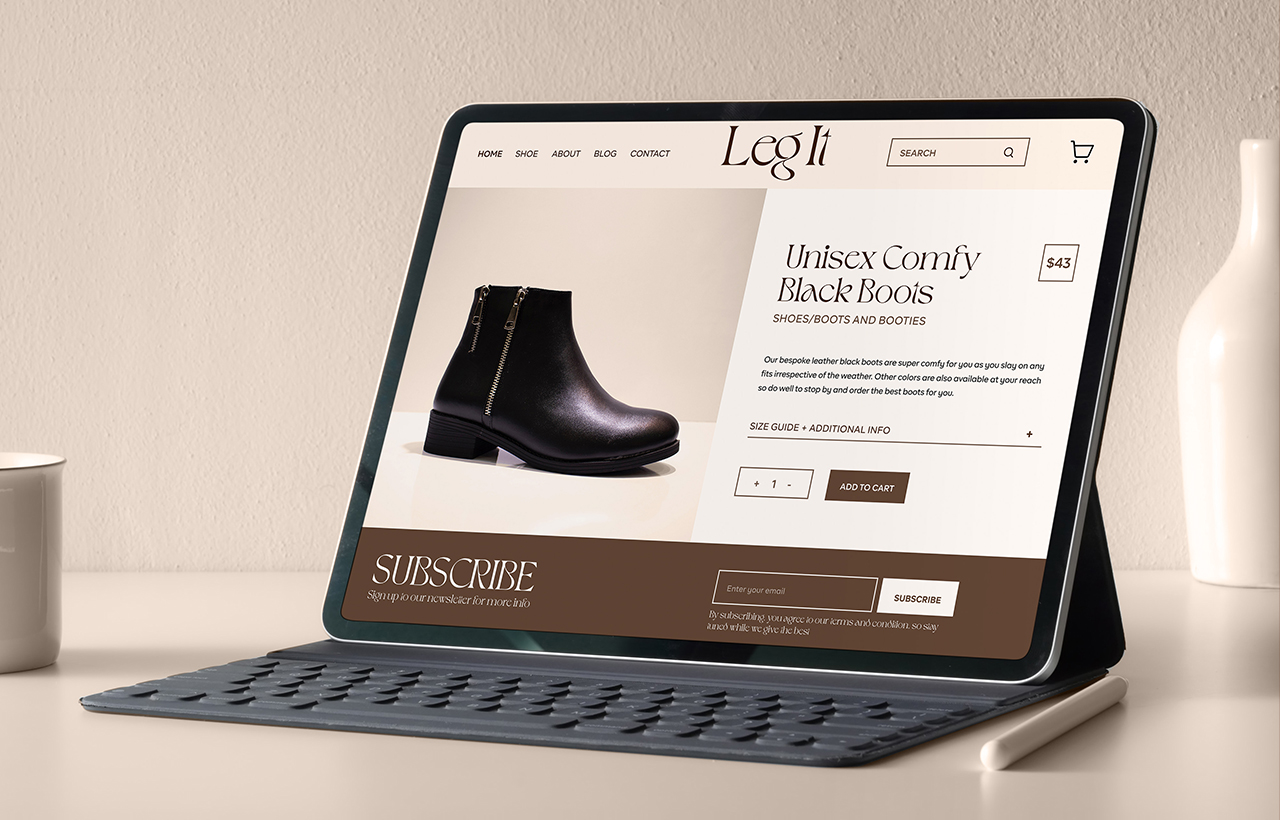 HOME SHOE ABOUT BLOG CONTACT
Leg It
SEARCH
Unisex Comfy
Black Boots
$43
SHOES/BOOTS AND BOOTIES
Our bespoke leather black boots are super comfy for you as you slay on any
fits irrespective of the weather. Other colors are also available at your reach
so do well to stop by and order the best boots for you.
SIZE GUIDE + ADDITIONAL INFO +
+ 1 -
ADD TO CART
SUBSCRIBE
Sign up to our newsletter for more info
Enter your email
SUBSCRIBE
By subscribing, you agree to our terms and condition, so stay
tuned while we give the best